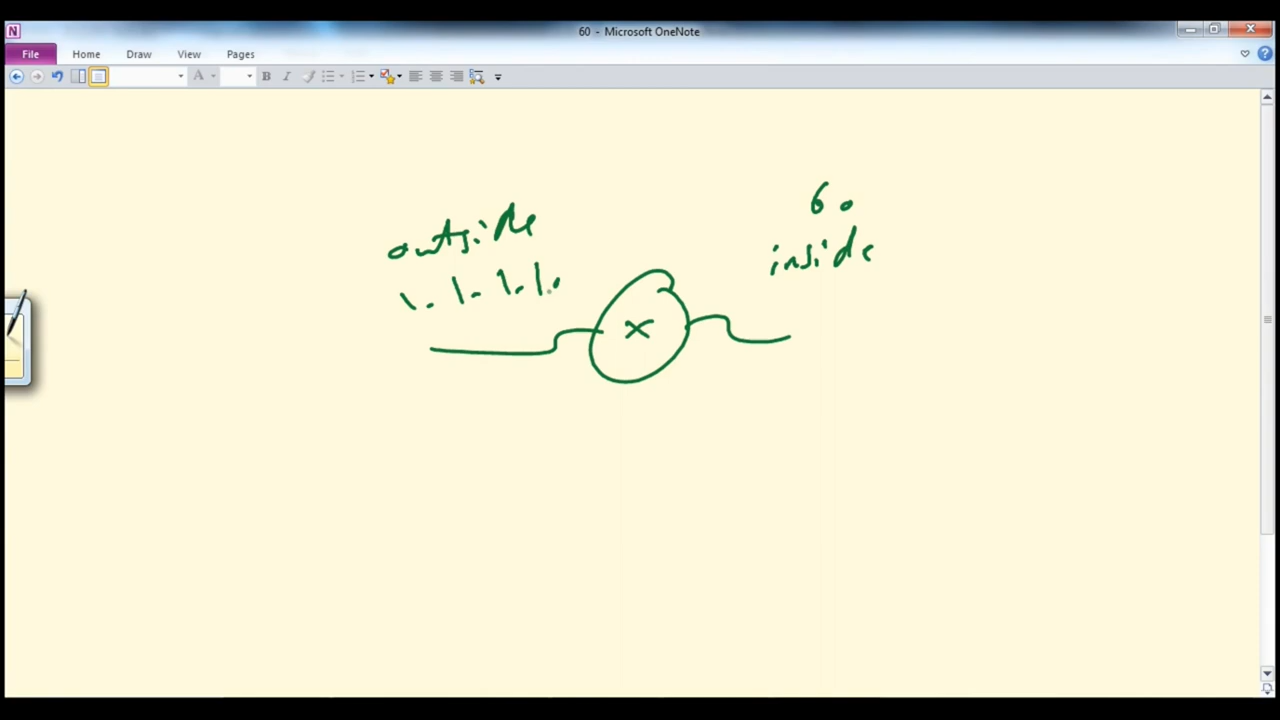 60 - Microsoft OneNote
File Home Draw View Pages
outside
1.1.1.1.
60
inside
X